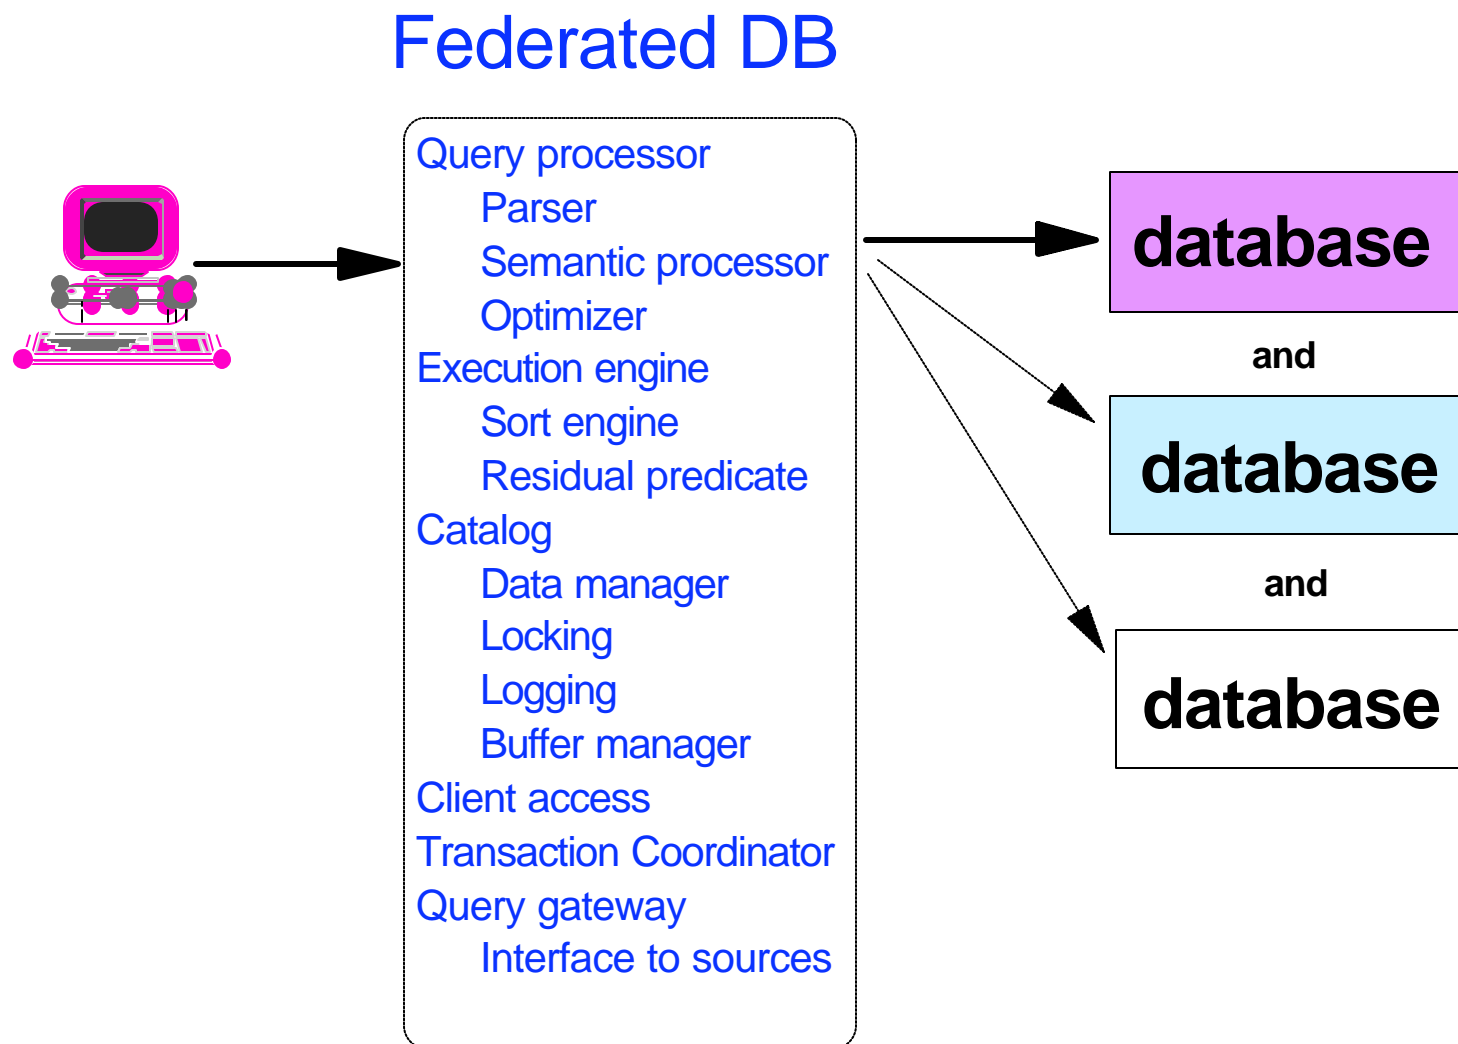 Federated DB
Query processor
Parser
Semantic processor
Optimizer
Execution engine
Sort engine
Residual predicate
Catalog
Data manager
Locking
Logging
Buffer manager
Client access
Transaction Coordinator
Query gateway
Interface to sources
database
and
database
and
database